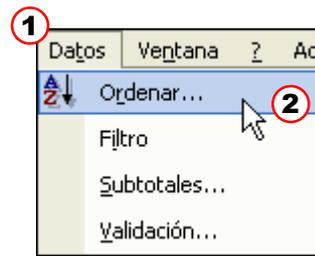 1
Datos Ventana ? Ac
Ordenar...
2
Filtro
Subtotales...
Validación...